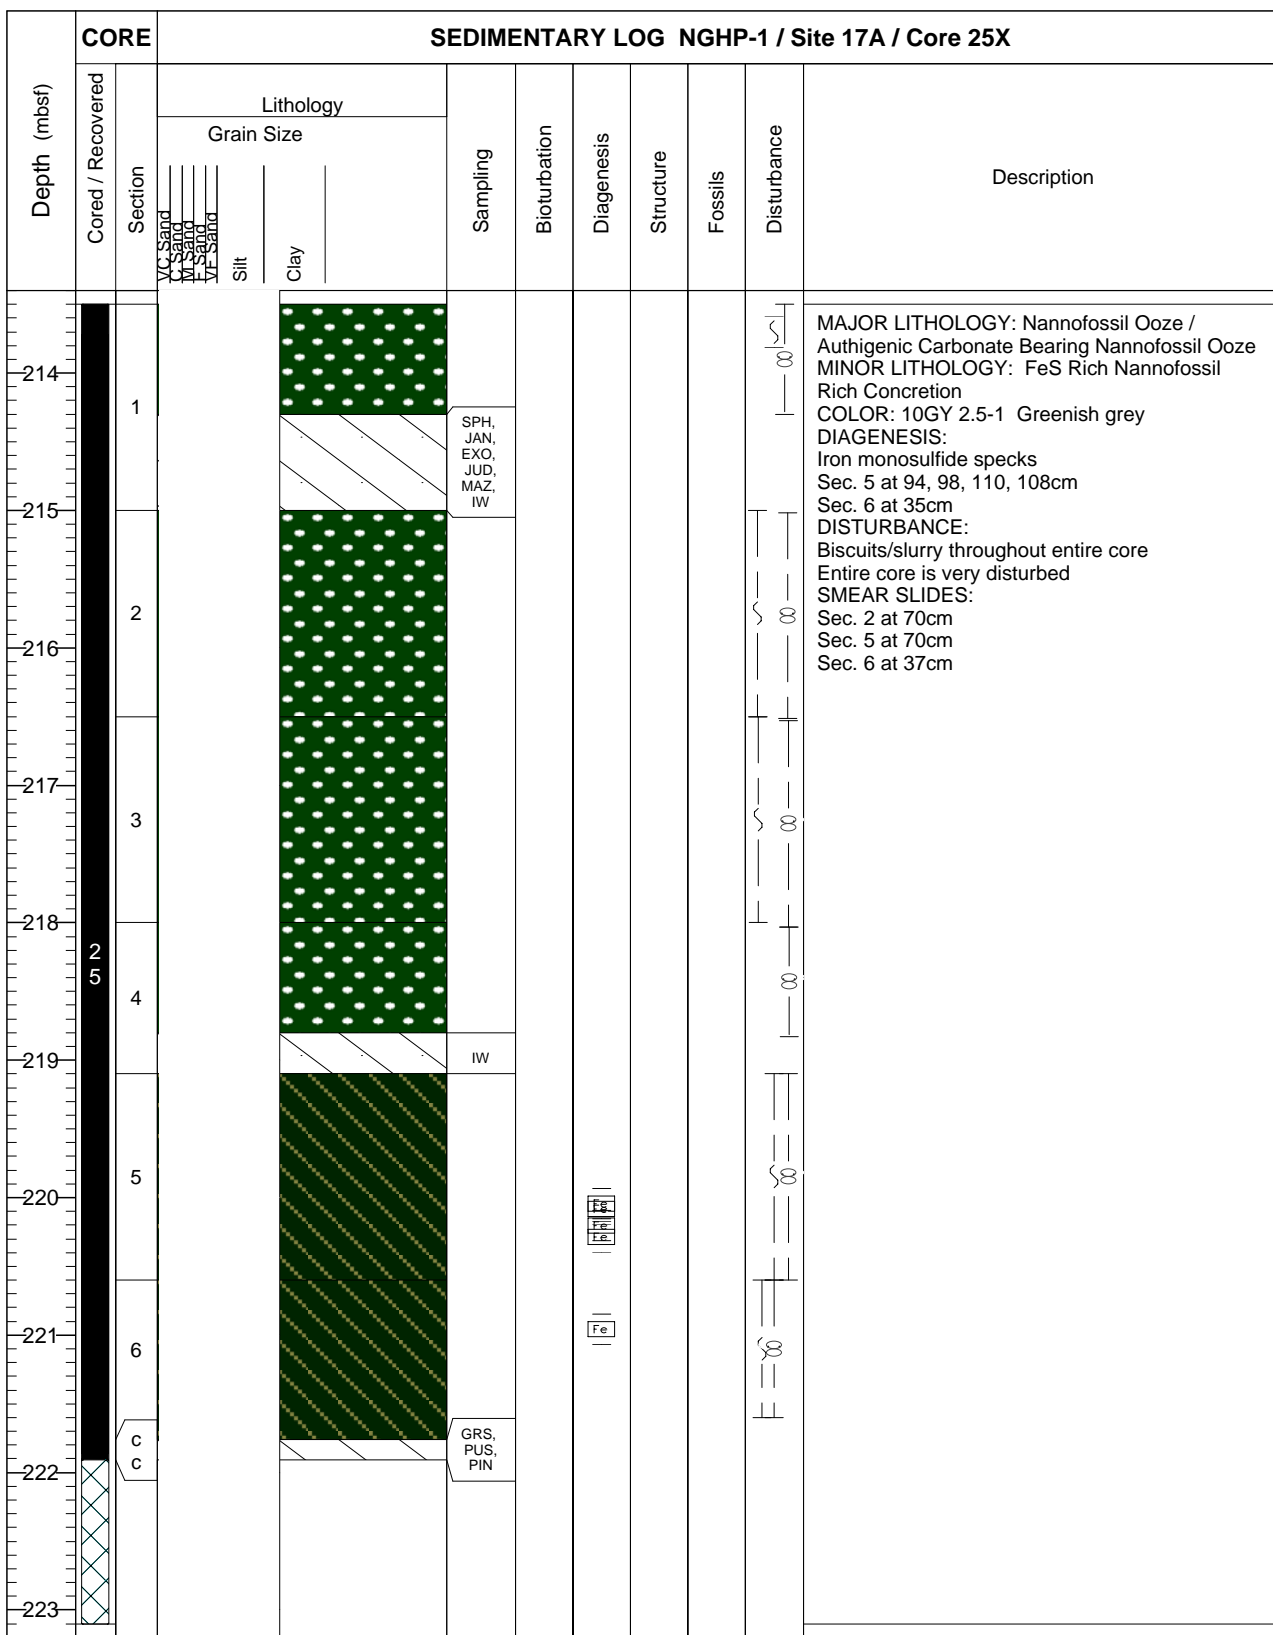 CORE
SEDIMENTARY LOG NGHP-1 / Site 17A / Core 25X
Depth (mbsf)
Cored / Recovered
Section
Lithology
Grain Size
VC Sand
C Sand
M Sand
F Sand
VF Sand
Silt
Clay
Sampling
Bioturbation
Diagenesis
Structure
Fossils
Disturbance
Description
MAJOR LITHOLOGY: Nannofossil Ooze /
Authigenic Carbonate Bearing Nannofossil Ooze
MINOR LITHOLOGY: FeS Rich Nannofossil
Rich Concretion
COLOR: 10GY 2.5-1 Greenish grey
DIAGENESIS:
Iron monosulfide specks
Sec. 5 at 94, 98, 110, 108cm
Sec. 6 at 35cm
DISTURBANCE:
Biscuits/slurry throughout entire core
Entire core is very disturbed
SMEAR SLIDES:
Sec. 2 at 70cm
Sec. 5 at 70cm
Sec. 6 at 37cm
214
215
216
217
218
219
220
221
222
223
2
5
1
2
3
4
5
6
c
c
SPH,
JAN,
EXO,
JUD,
MAZ,
IW
IW
GRS,
PUS,
PIN
Fe
Fe
Fe
Fe
Fe